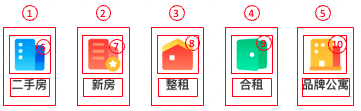 ① ② ③ ④ ⑤
⑥ ⑦ ⑧ ⑨ ⑩
二手房 新房 整租 合租 品牌公寓